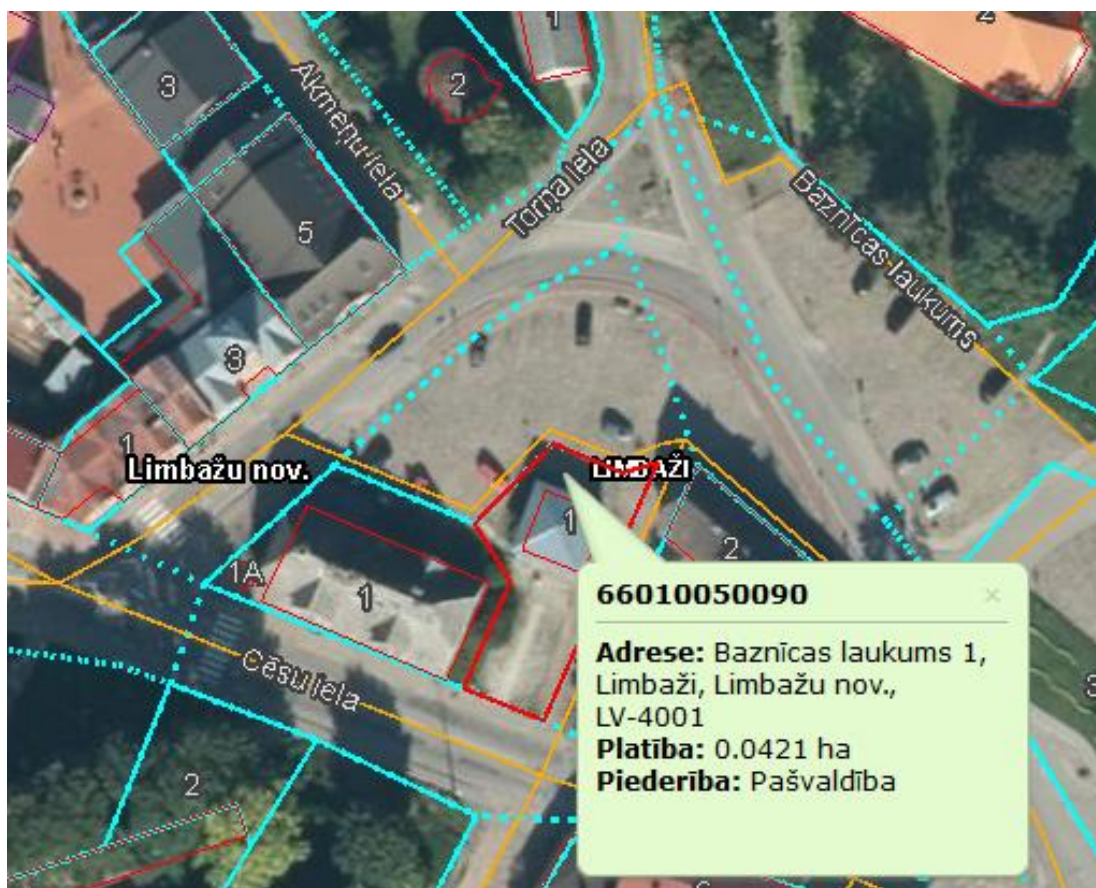 1
2
2
3
Akmeņu iela
Torņa iela
Baznīcas laukums
5
3
1
Limbažu nov.
LIMBAŽI
1
2
1A
1
Cēsu iela
2
66010050090
×
Adrese: Baznīcas laukums 1,
Limbaži, Limbažu nov.,
LV-4001
Platība: 0.0421 ha
Piederība: Pašvaldība
3